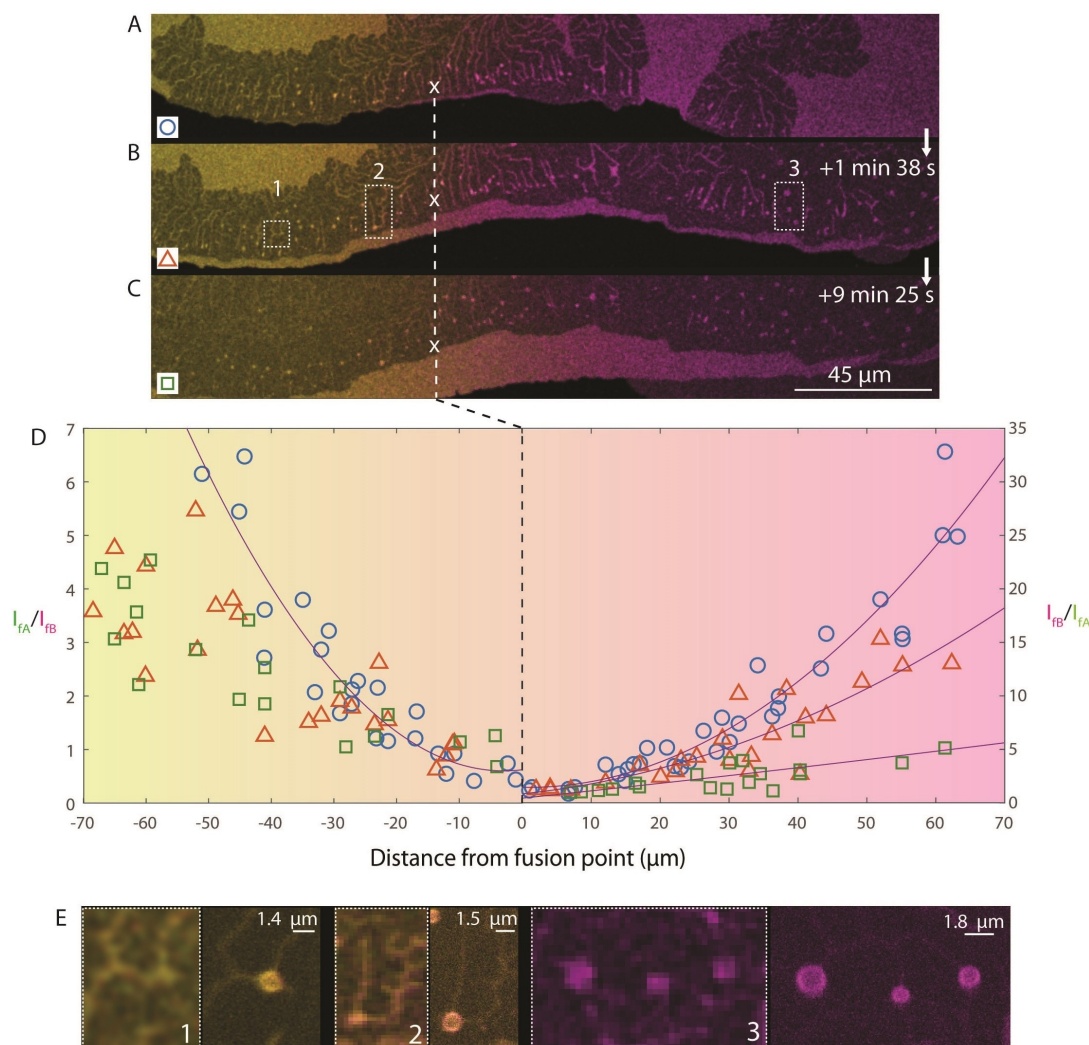 A
x
B
+1 min 38 s
1
2
3
x
C
+9 min 25 s
x
45 μm
D
7
6
5
4
3
2
1
0
35
30
25
20
15
10
5
0
IfA/IfB
IfB/IfA
-70 -60 -50 -40 -30 -20 -10 0 10 20 30 40 50 60 70
Distance from fusion point (μm)
E
1.4 μm
1.5 μm
1.8 μm
1
2
3